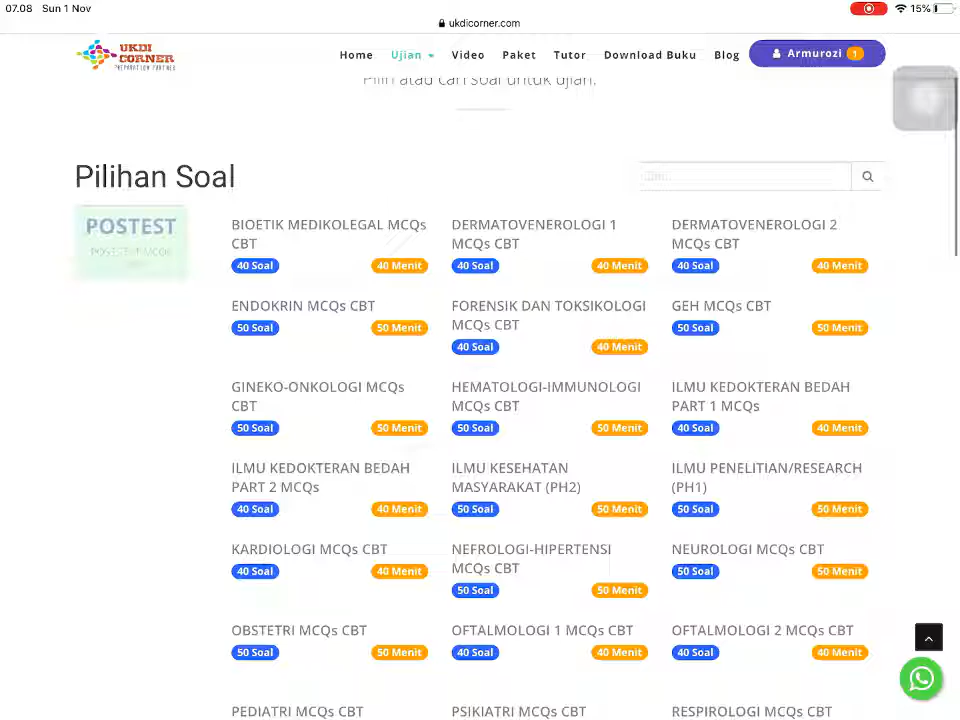 07.08 Sun 1 Nov
15%
ukdicorner.com
UKDI
CORNER
PREPARATION PARTNER
Home Ujian Video Paket Tutor Download Buku Blog Armurozi 1
Pilih atau cari soal untuk ujian.
Pilihan Soal
POSTEST
BIOETIK MEDIKOLEGAL MCQs
CBT
40 Soal 40 Menit
DERMATOVENEROLOGI 1
MCQs CBT
40 Soal 40 Menit
DERMATOVENEROLOGI 2
MCQs CBT
40 Soal 40 Menit
ENDOKRIN MCQs CBT
50 Soal 50 Menit
FORENSIK DAN TOKSIKOLOGI
MCQs CBT
40 Soal 40 Menit
GEH MCQs CBT
50 Soal 50 Menit
GINEKO-ONKOLOGI MCQs
CBT
50 Soal 50 Menit
HEMATOLOGI-IMMUNOLOGI
MCQs CBT
50 Soal 50 Menit
ILMU KEDOKTERAN BEDAH
PART 1 MCQs
40 Soal 40 Menit
ILMU KEDOKTERAN BEDAH
PART 2 MCQs
40 Soal 40 Menit
ILMU KESEHATAN
MASYARAKAT (PH2)
50 Soal 50 Menit
ILMU PENELITIAN/RESEARCH
(PH1)
50 Soal 50 Menit
KARDIOLOGI MCQs CBT
40 Soal 40 Menit
NEFROLOGI-HIPERTENSI
MCQs CBT
50 Soal 50 Menit
NEUROLOGI MCQs CBT
50 Soal 50 Menit
OBSTETRI MCQs CBT
50 Soal 50 Menit
OFTALMOLOGI 1 MCQs CBT
40 Soal 40 Menit
OFTALMOLOGI 2 MCQs CBT
40 Soal 40 Menit
PEDIATRI MCQs CBT
PSIKIATRI MCQs CBT
RESPIROLOGI MCQs CBT